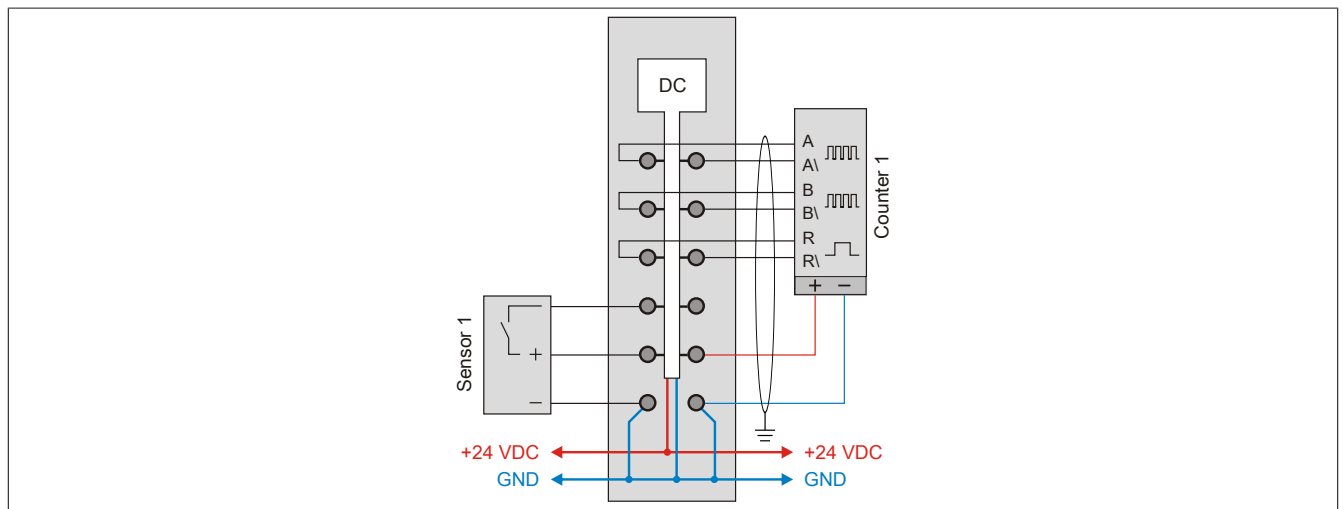 DC
A
A\
B
B\
R
R\
Counter 1
+ −
Sensor 1
+
−
+24 VDC
+24 VDC
GND
GND